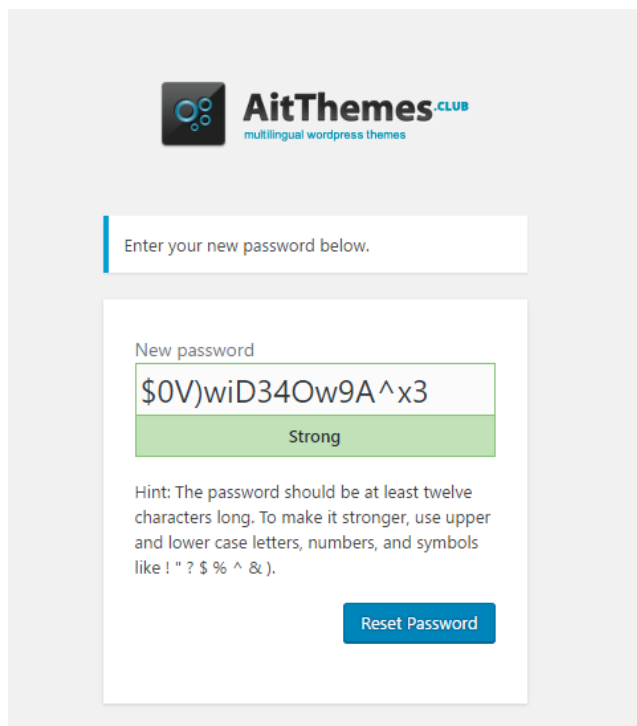 AitThemes.CLUB
multilingual wordpress themes
Enter your new password below.
New password
$0V)wiD34Ow9A^x3
Strong
Hint: The password should be at least twelve
characters long. To make it stronger, use upper
and lower case letters, numbers, and symbols
like ! " ? $ % ^ & ).
Reset Password